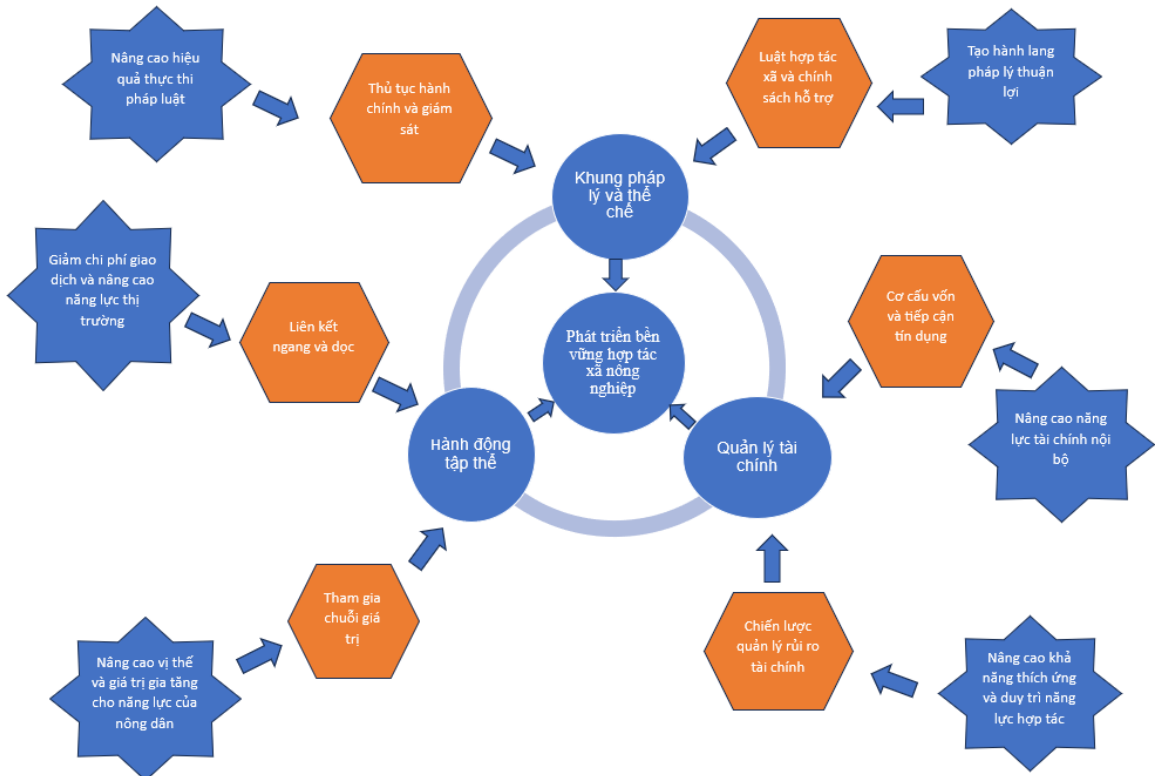 Nâng cao hiệu
quả thực thi
pháp luật
Thủ tục hành
chính và giám
sát
Luật hợp tác
xã và chính
sách hỗ trợ
Tạo hành lang
pháp lý thuận
lợi
Khung pháp
lý và thể
chế
Giảm chi phí giao
dịch và nâng cao
năng lực thị
trường
Liên kết
ngang và dọc
Phát triển bền
vững hợp tác
xã nông
nghiệp
Cơ cấu vốn
và tiếp cận
tín dụng
Hành động
tập thể
Quản lý tài
chính
Nâng cao năng
lực tài chính nội
bộ
Tham gia
chuỗi giá
trị
Chiến lược
quản lý rủi ro
tài chính
Nâng cao vị thế
và giá trị gia tăng
cho năng lực của
nông dân
Nâng cao khả
năng thích ứng
và duy trì năng
lực hợp tác